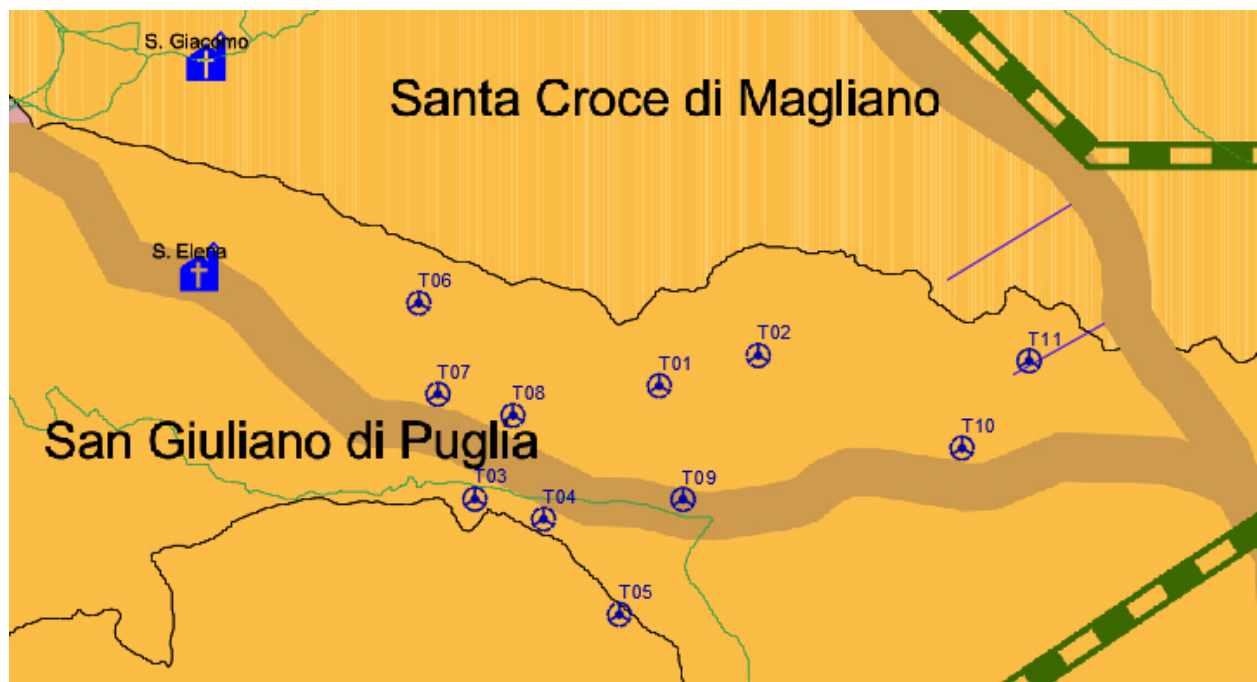 S. Giacomo
Santa Croce di Magliano
S. Elena
T06
T02
T11
T01
T07
T08
San Giuliano di Puglia
T10
T03
T09
T04
T05